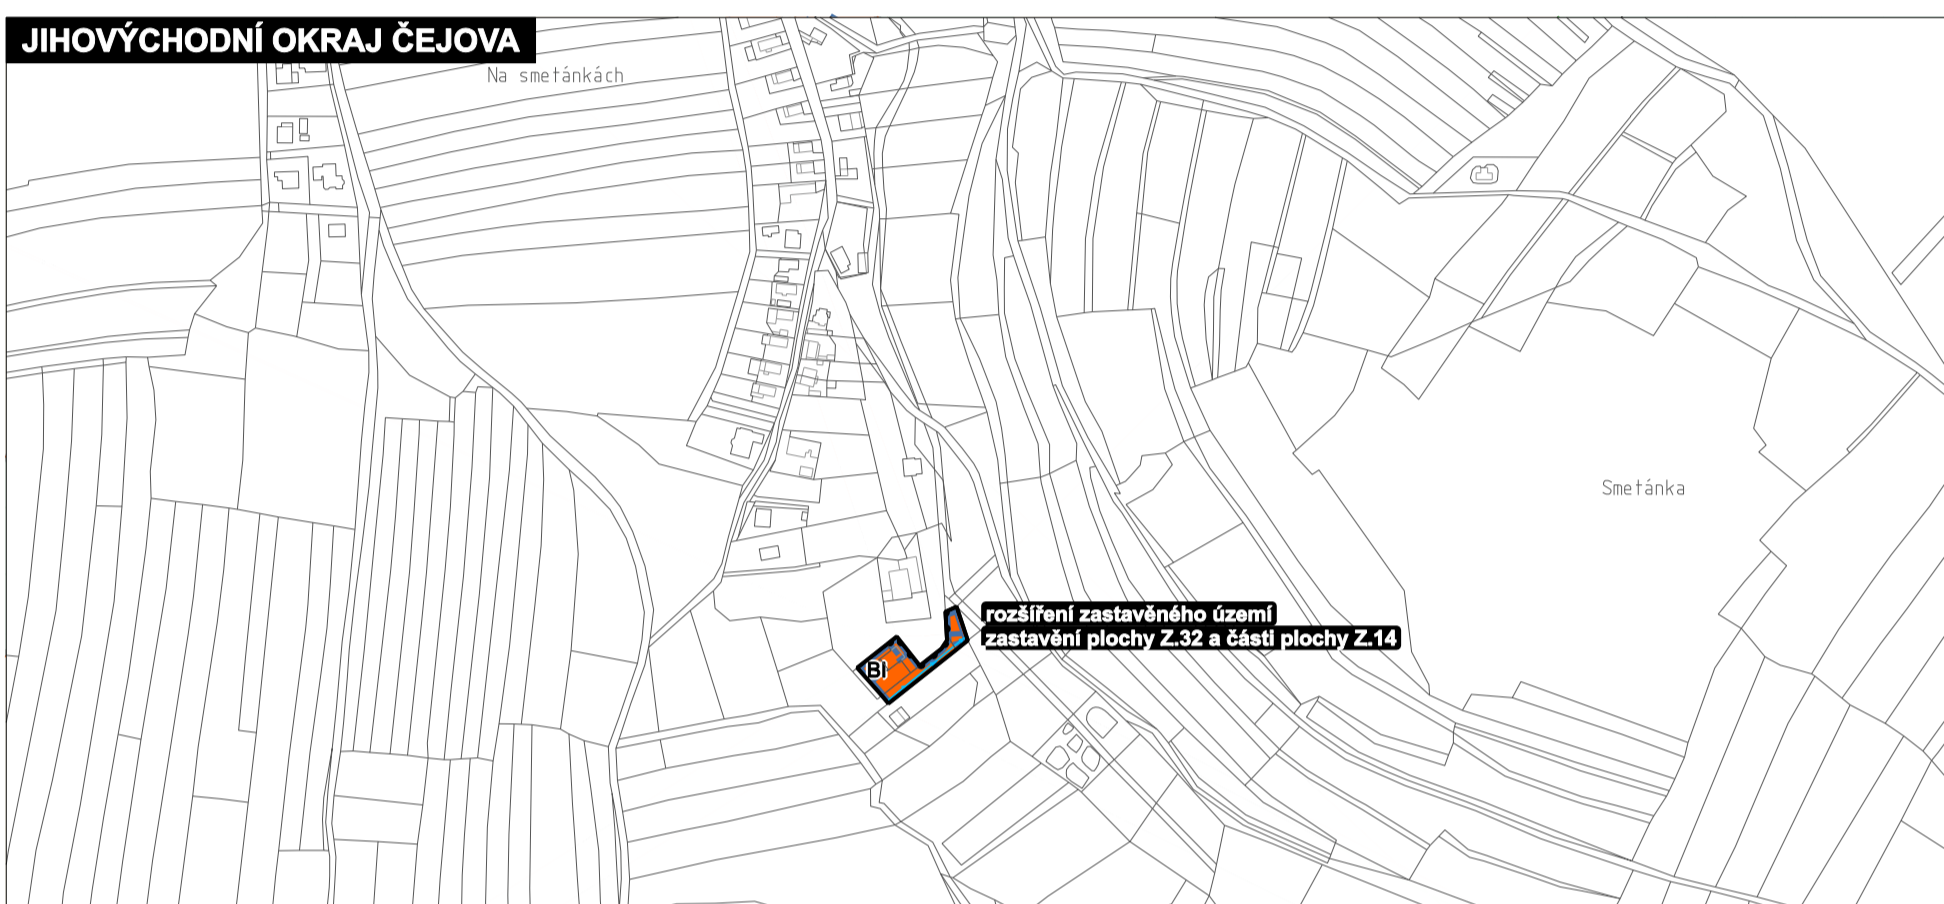 JIHOVÝCHODNÍ OKRAJ ČEJOVA
Na smetánkách
Smetánka
rozšíření zastavěného území
zastavění plochy Z.32 a části plochy Z.14
BI